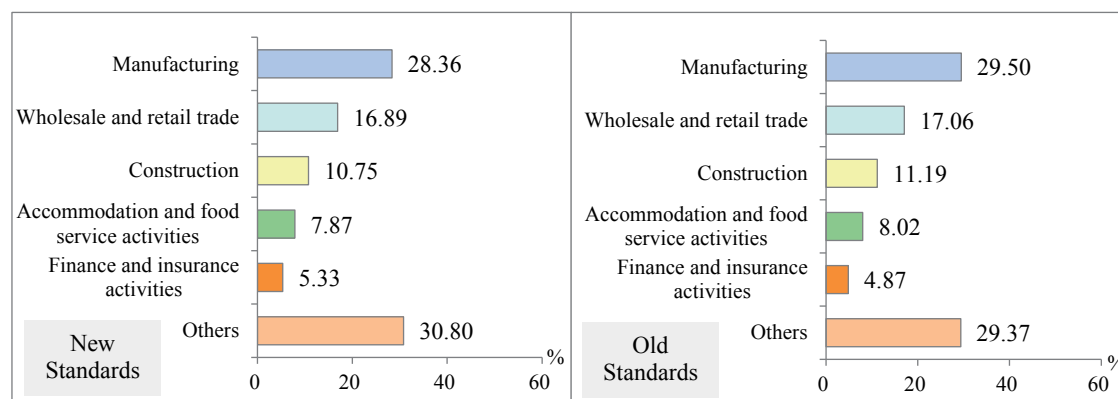 Manufacturing 28.36
Wholesale and retail trade 16.89
Construction 10.75
Accommodation and food
service activities 7.87
Finance and insurance
activities 5.33
Others 30.80
New
Standards
%
0 20 40 60
Manufacturing 29.50
Wholesale and retail trade 17.06
Construction 11.19
Accommodation and food
service activities 8.02
Finance and insurance
activities 4.87
Others 29.37
Old
Standards
%
0 20 40 60